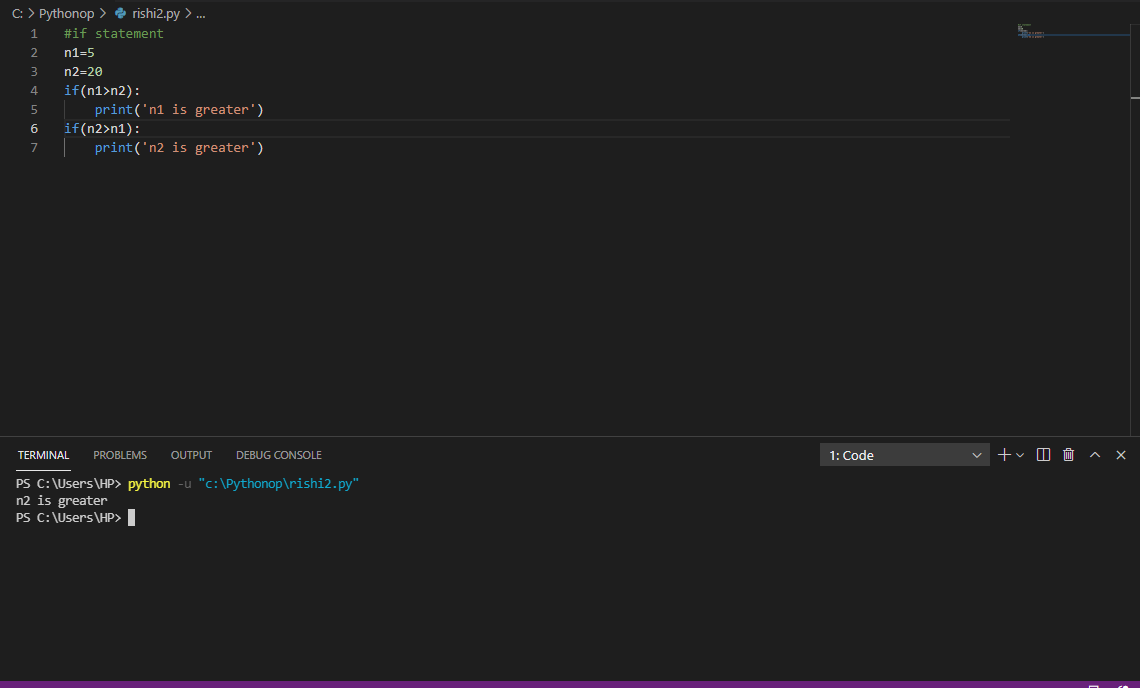 C: > Pythonop > rishi2.py > ...
1 #if statement
2 n1=5
3 n2=20
4 if(n1>n2):
5     print('n1 is greater')
6 if(n2>n1):
7     print('n2 is greater')
TERMINAL PROBLEMS OUTPUT DEBUG CONSOLE 1: Code
PS C:\Users\HP> python -u "c:\Pythonop\rishi2.py"
n2 is greater
PS C:\Users\HP>